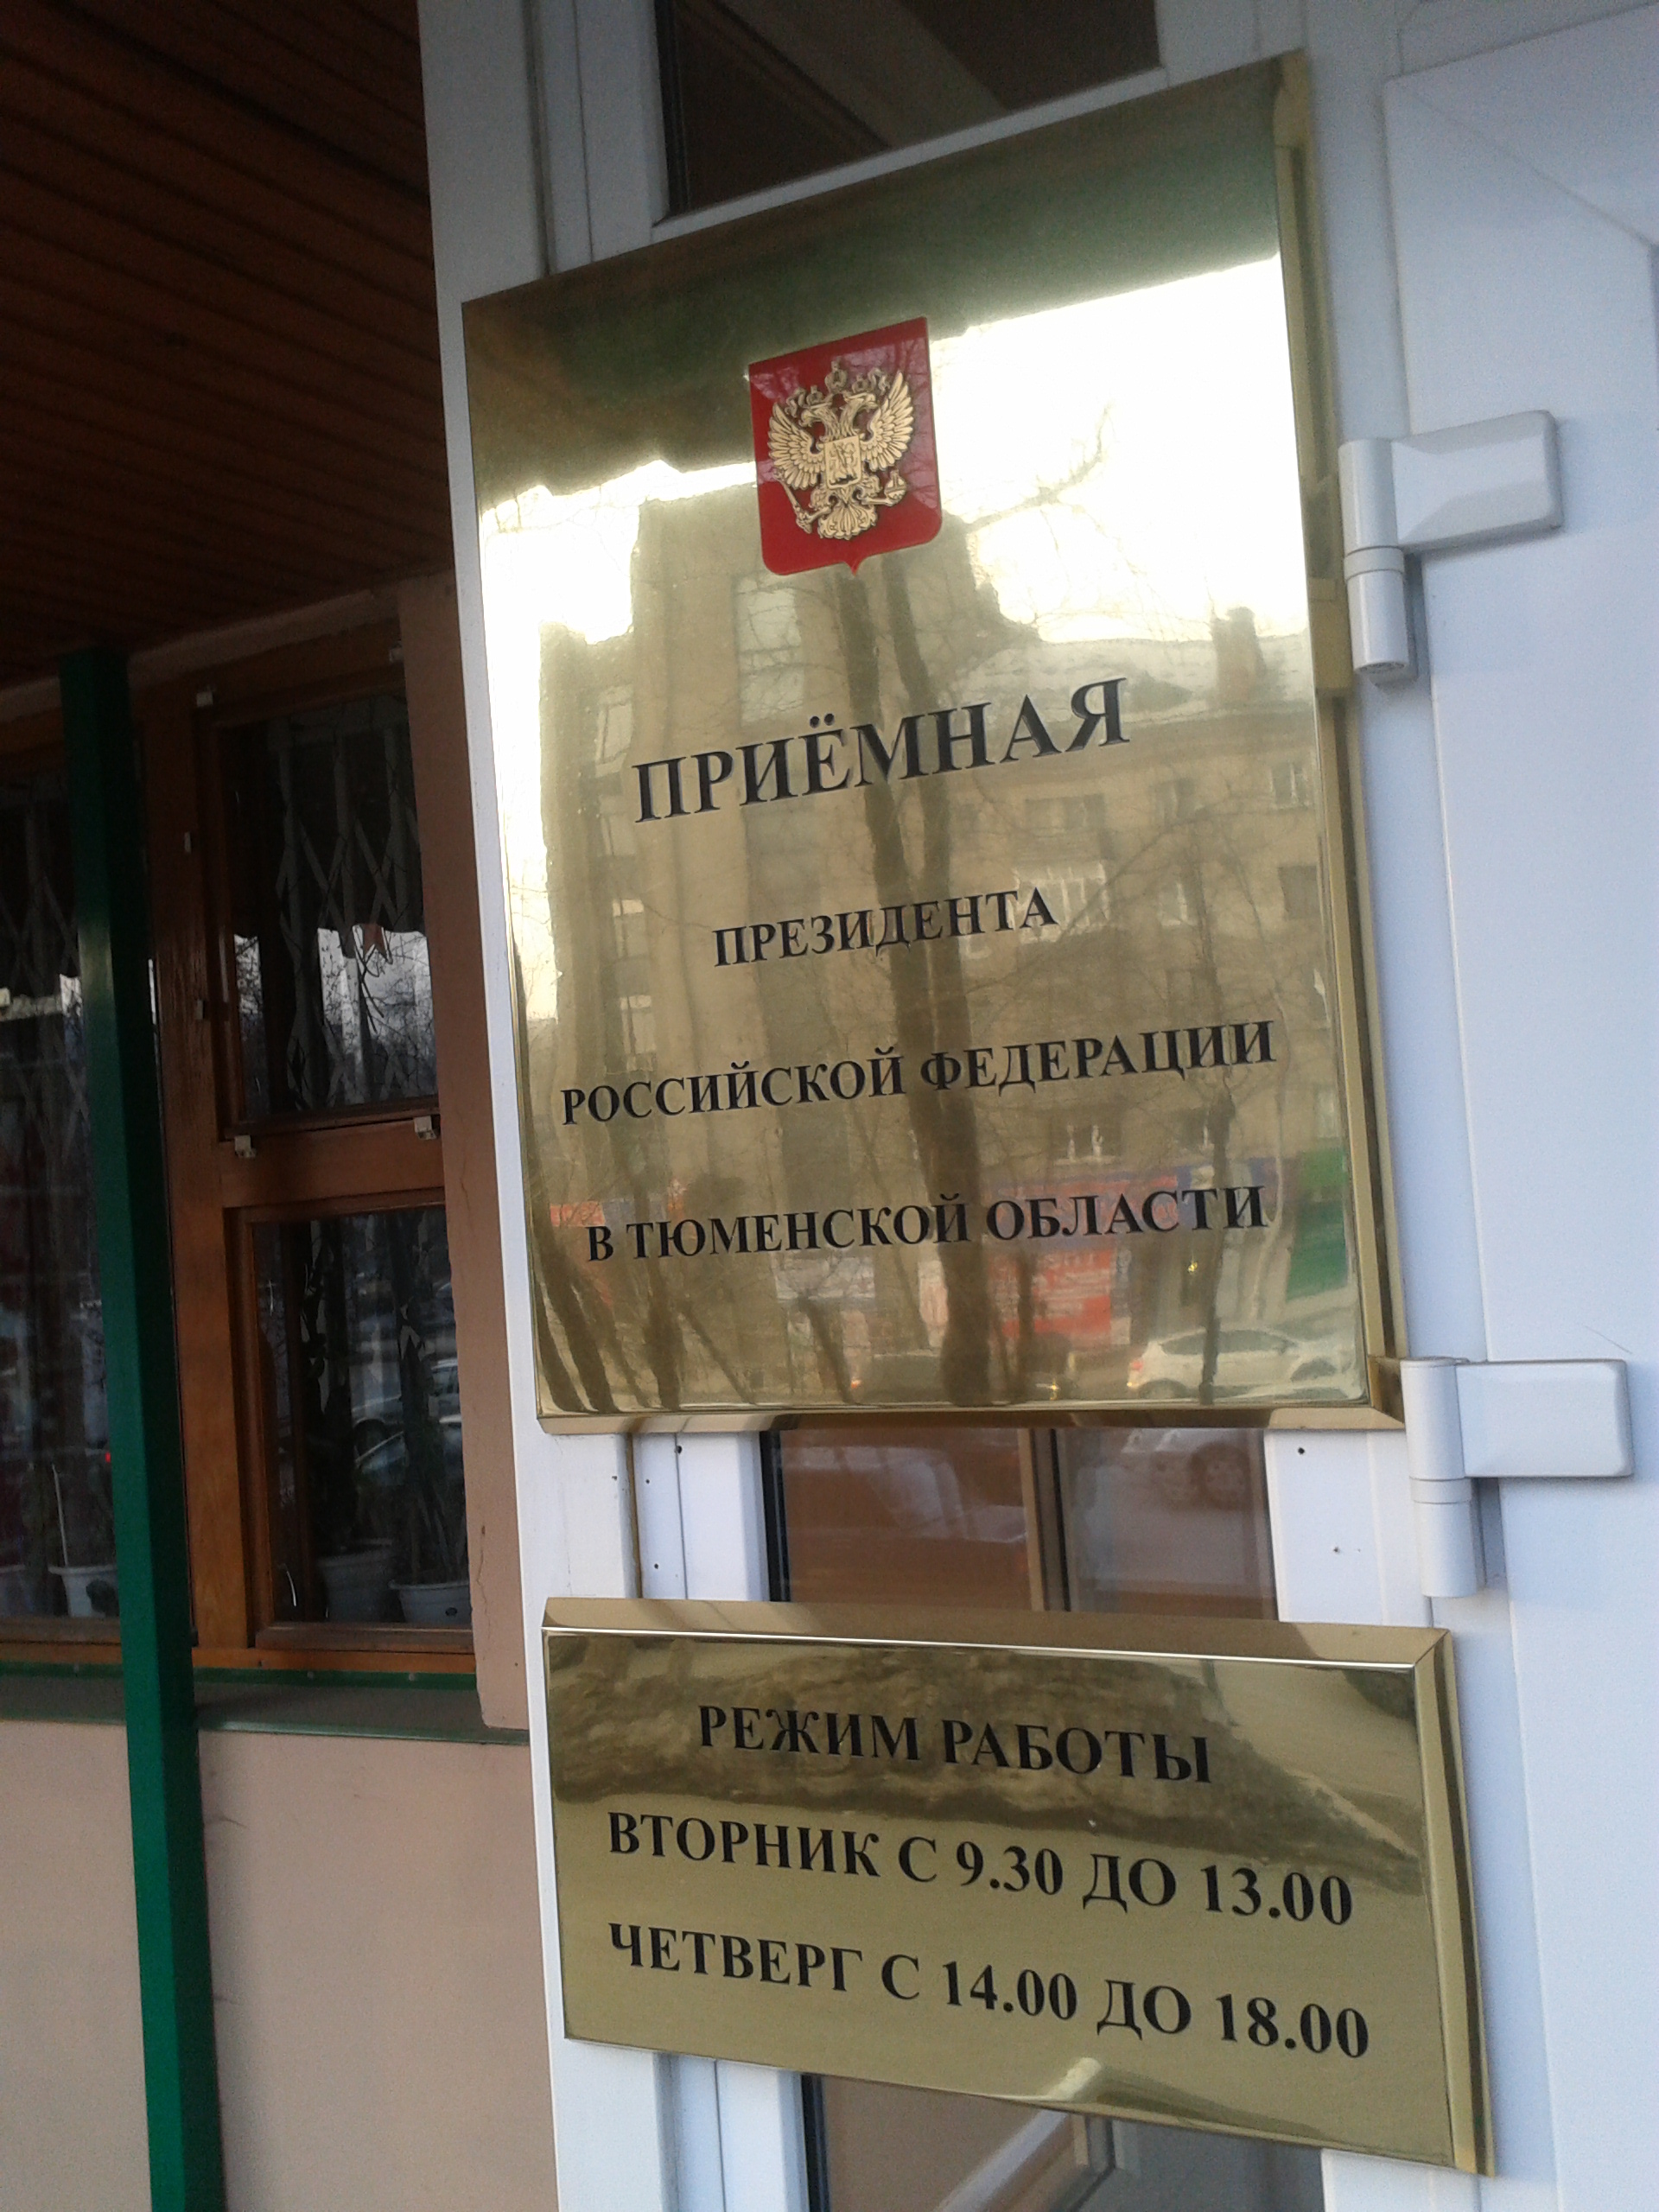 ПРИЁМНАЯ
ПРЕЗИДЕНТА
РОССИЙСКОЙ ФЕДЕРАЦИИ
В ТЮМЕНСКОЙ ОБЛАСТИ
РЕЖИМ РАБОТЫ
ВТОРНИК С 9.30 ДО 13.00
ЧЕТВЕРГ С 14.00 ДО 18.00